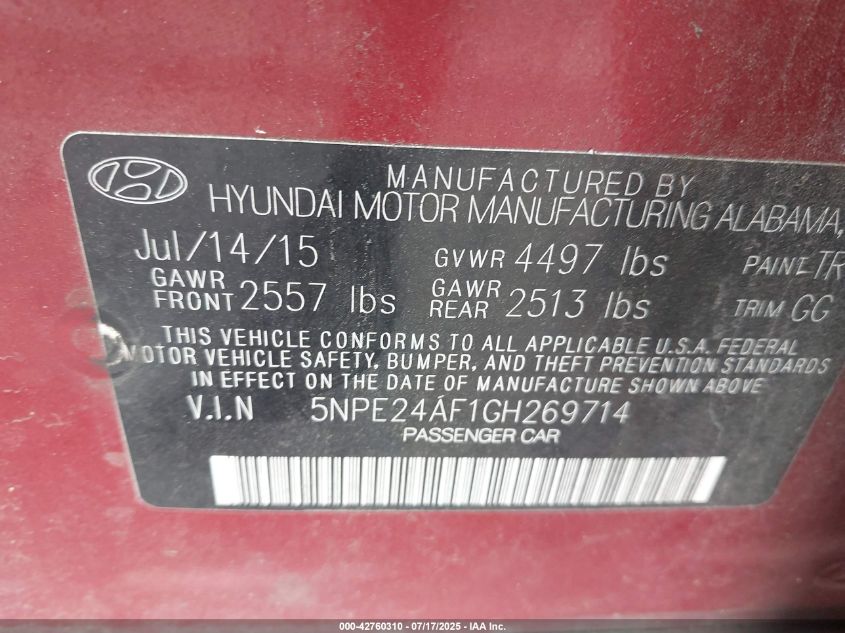 MANUFACTURED BY
HYUNDAI MOTOR MANUFACTURING ALABAMA,
Jul/14/15 GVWR 4497 lbs PAINT TR
GAWR FRONT 2557 lbs GAWR REAR 2513 lbs TRIM GG
THIS VEHICLE CONFORMS TO ALL APPLICABLE U.S.A. FEDERAL
MOTOR VEHICLE SAFETY, BUMPER, AND THEFT PREVENTION STANDARDS
IN EFFECT ON THE DATE OF MANUFACTURE SHOWN ABOVE
V.I.N 5NPE24AF1GH269714
PASSENGER CAR
000-42760310 - 07/17/2025 - IAA Inc.